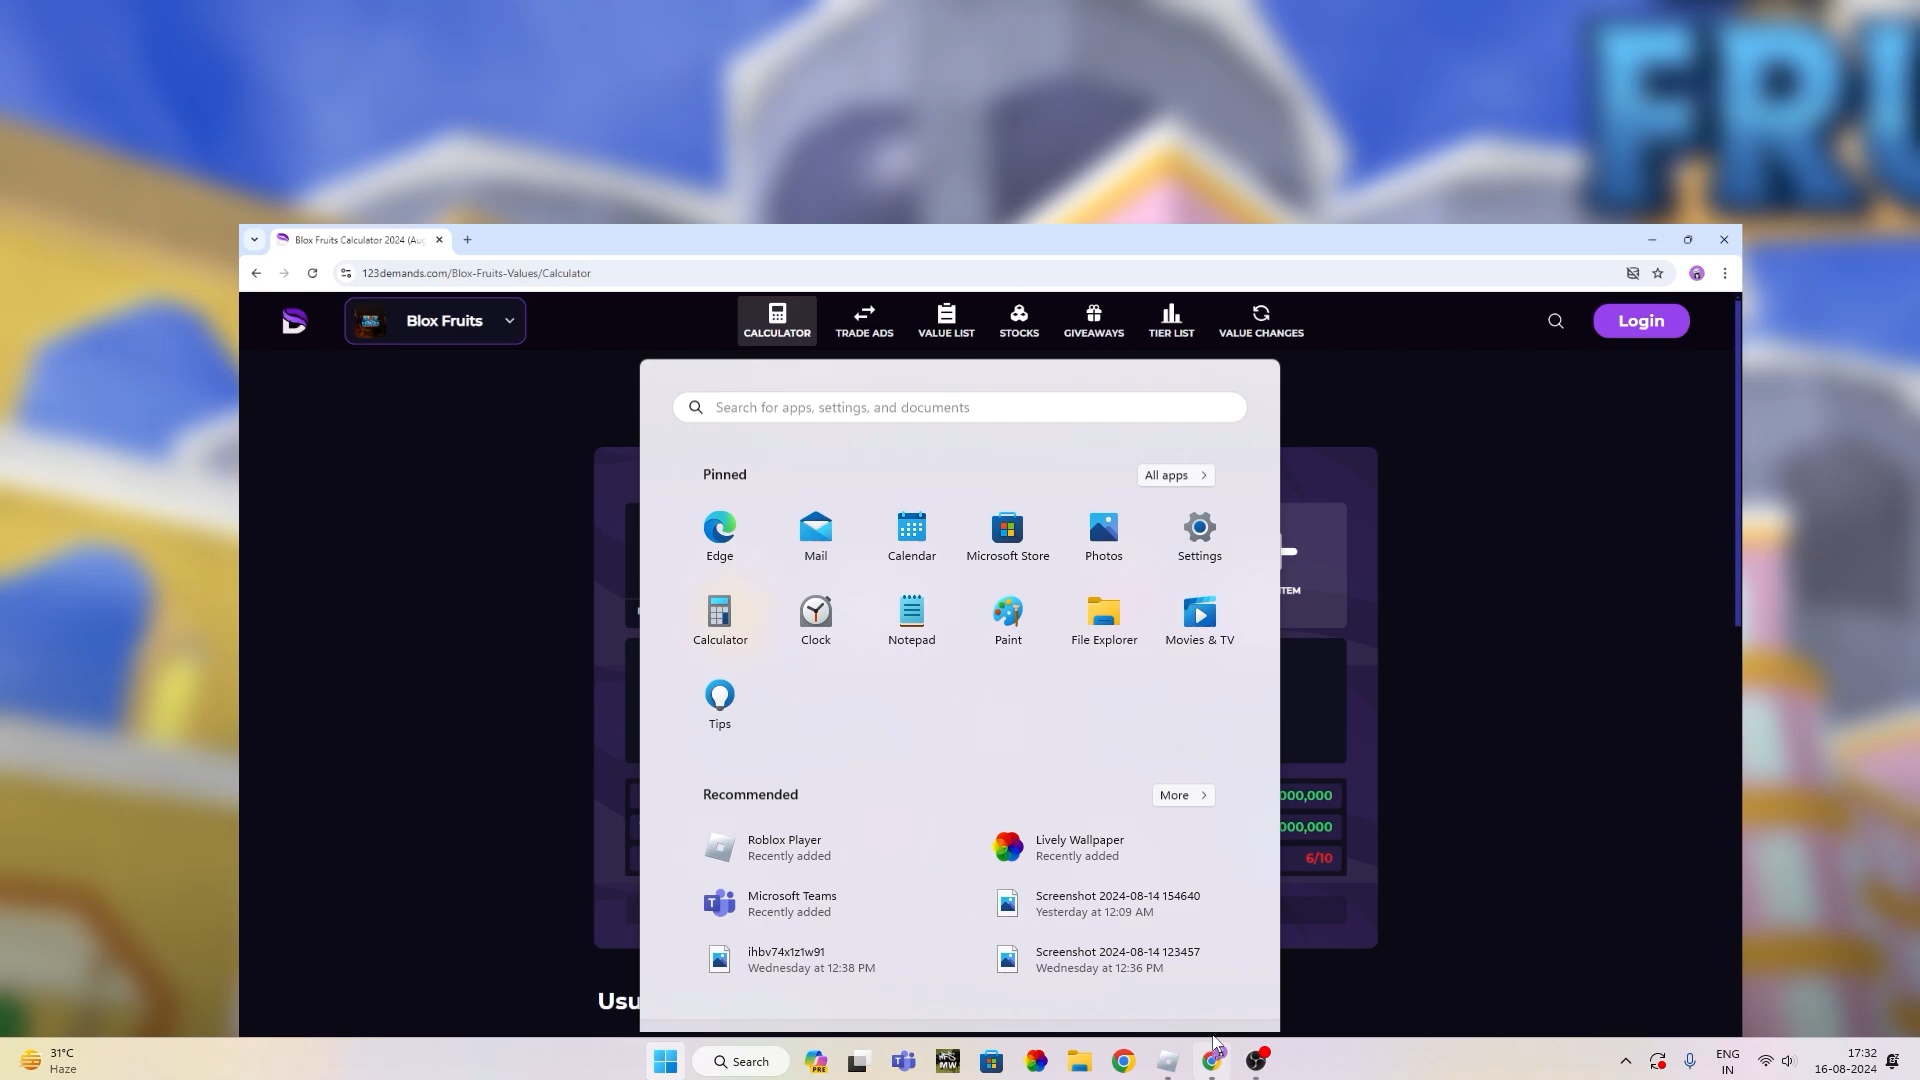 FRU
Blox Fruits Calculator 2024 (Aug
123demands.com/Blox-Fruits-Values/Calculator
Blox Fruits
CALCULATOR
TRADE ADS
VALUE LIST
STOCKS
GIVEAWAYS
TIER LIST
VALUE CHANGES
Login
Search for apps, settings, and documents
Pinned
All apps
Edge
Mail
Calendar
Microsoft Store
Photos
Settings
Calculator
Clock
Notepad
Paint
File Explorer
Movies & TV
Tips
TEM
Recommended
More
000,000
000,000
6/10
Roblox Player
Recently added
Lively Wallpaper
Recently added
Microsoft Teams
Recently added
Screenshot 2024-08-14 154640
Yesterday at 12:09 AM
ihbv74x1z1w91
Wednesday at 12:38 PM
Screenshot 2024-08-14 123457
Wednesday at 12:36 PM
Usu
31°C
Haze
Search
PRE
NFS
MW
ENG
IN
17:32
16-08-2024